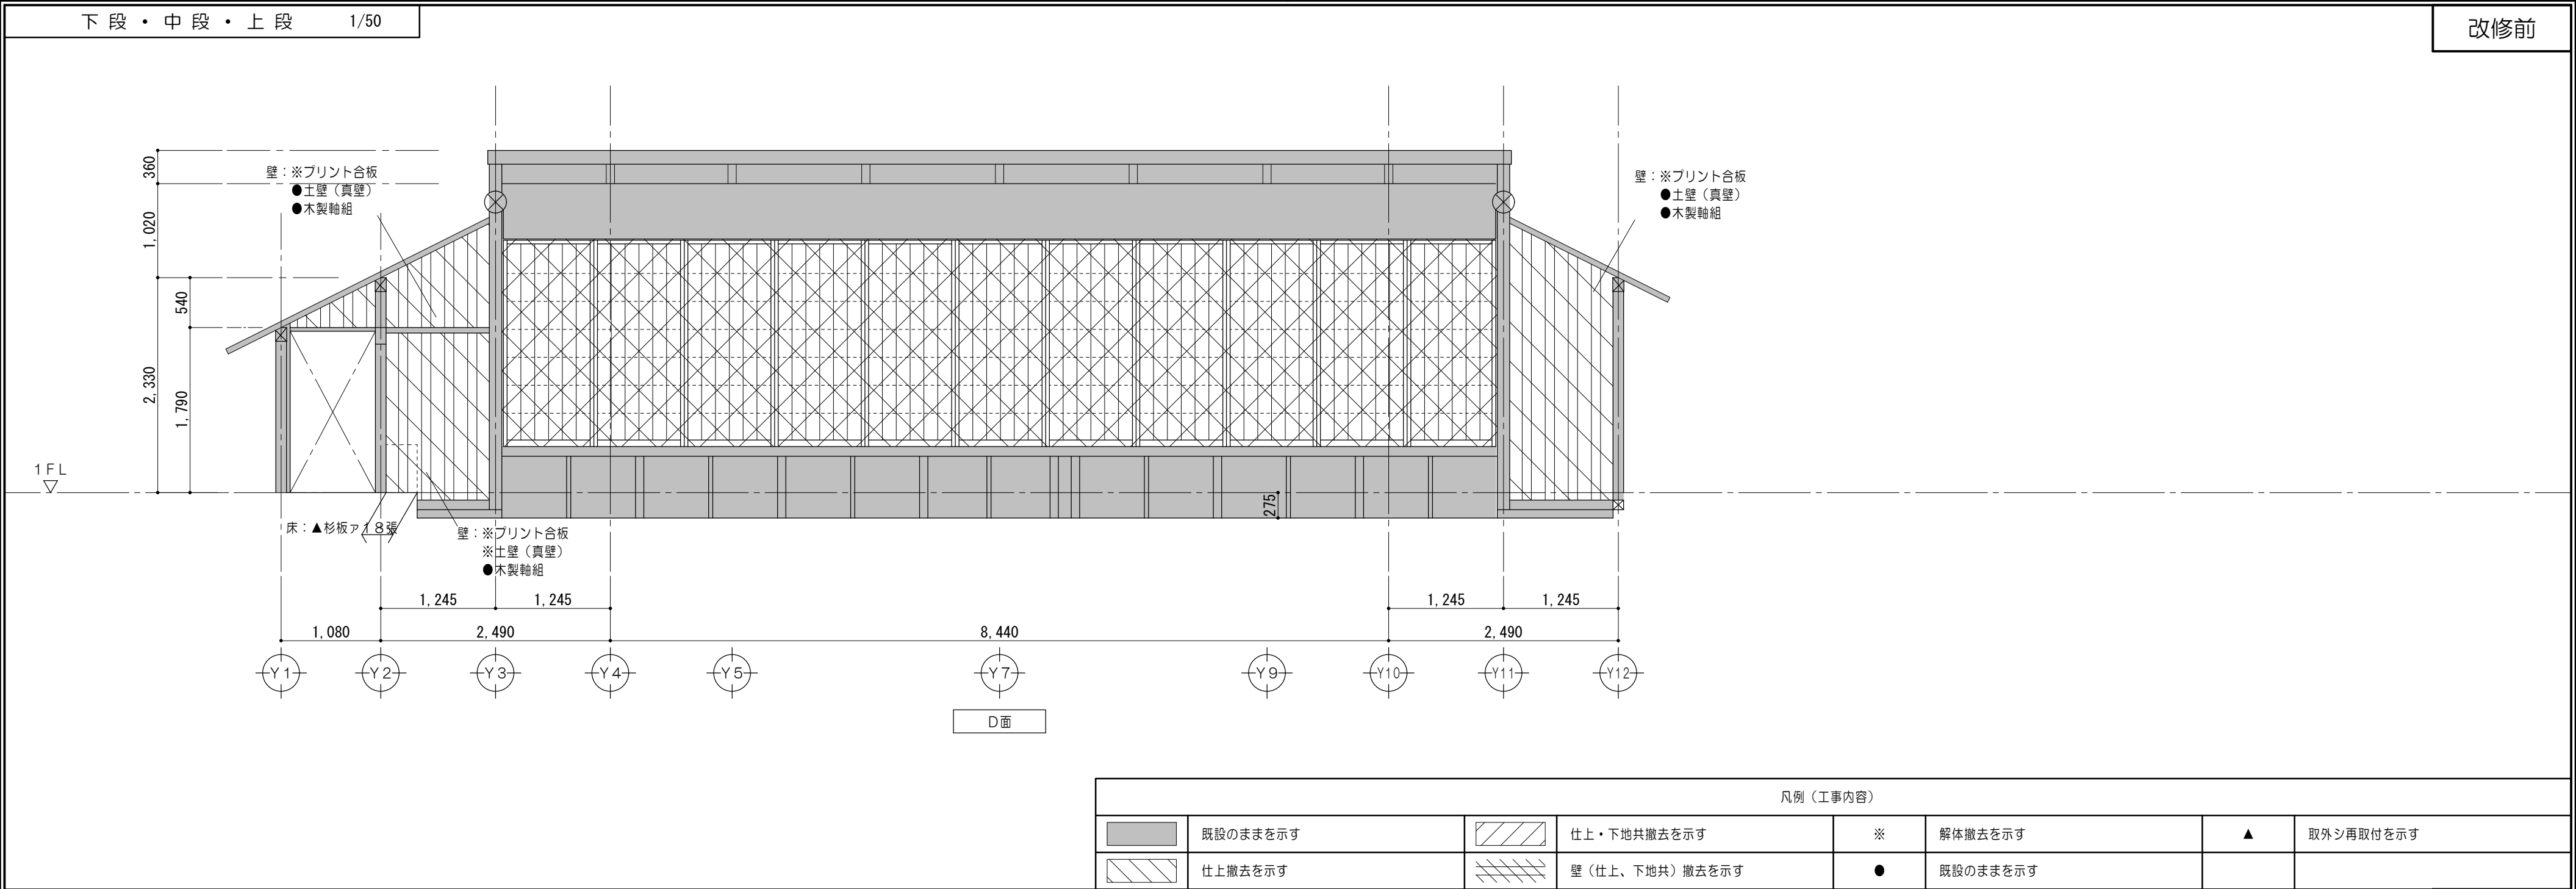 下段・中段・上段 1/50
改修前
360
1,020
540
2,330
1,790
壁：※プリント合板
●土壁（真壁）
●木製軸組
壁：※プリント合板
●土壁（真壁）
●木製軸組
1FL
275
床：▲杉板ァ18張
壁：※プリント合板
※土壁（真壁）
●木製軸組
1,245 1,245 1,245 1,245
1,080 2,490 8,440 2,490
Y1 Y2 Y3 Y4 Y5 Y7 Y9 Y10 Y11 Y12
D面
凡例（工事内容）
既設のままを示す 仕上・下地共撤去を示す ※ 解体撤去を示す ▲ 取外シ再取付を示す
仕上撤去を示す 壁（仕上、下地共）撤去を示す ● 既設のままを示す